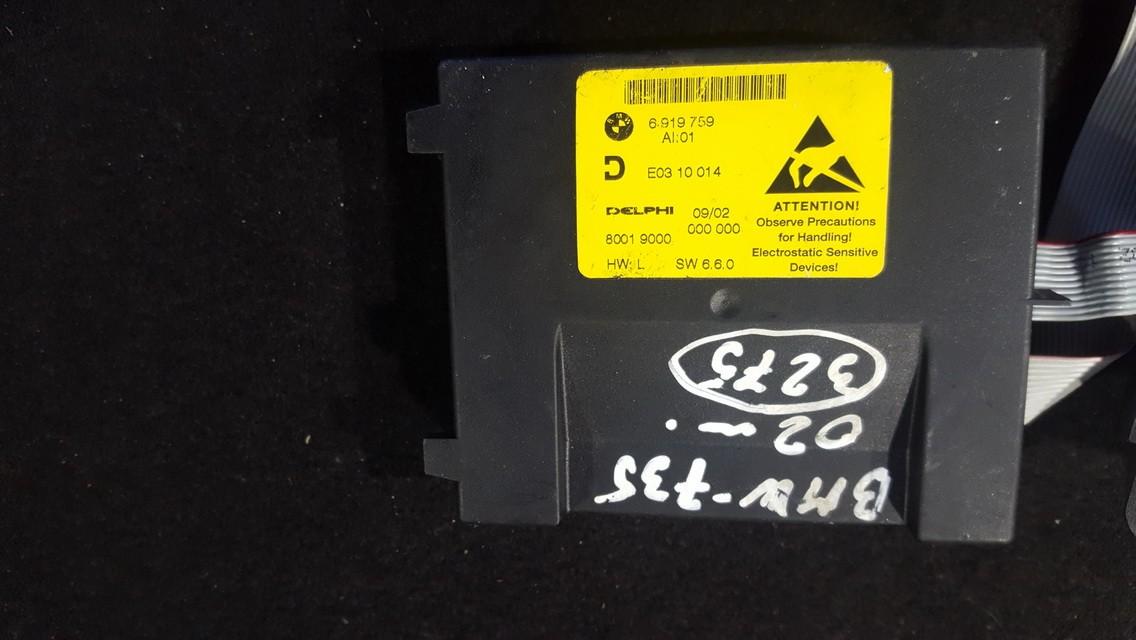 BMW
6 919 759
AI:01
D
E03 10 014
DELPHI
09/02
000 000
8001 9000
HW: L SW 6.6.0
ATTENTION!
Observe Precautions
for Handling!
Electrostatic Sensitive
Devices!
BMW-735
02 m.
3275